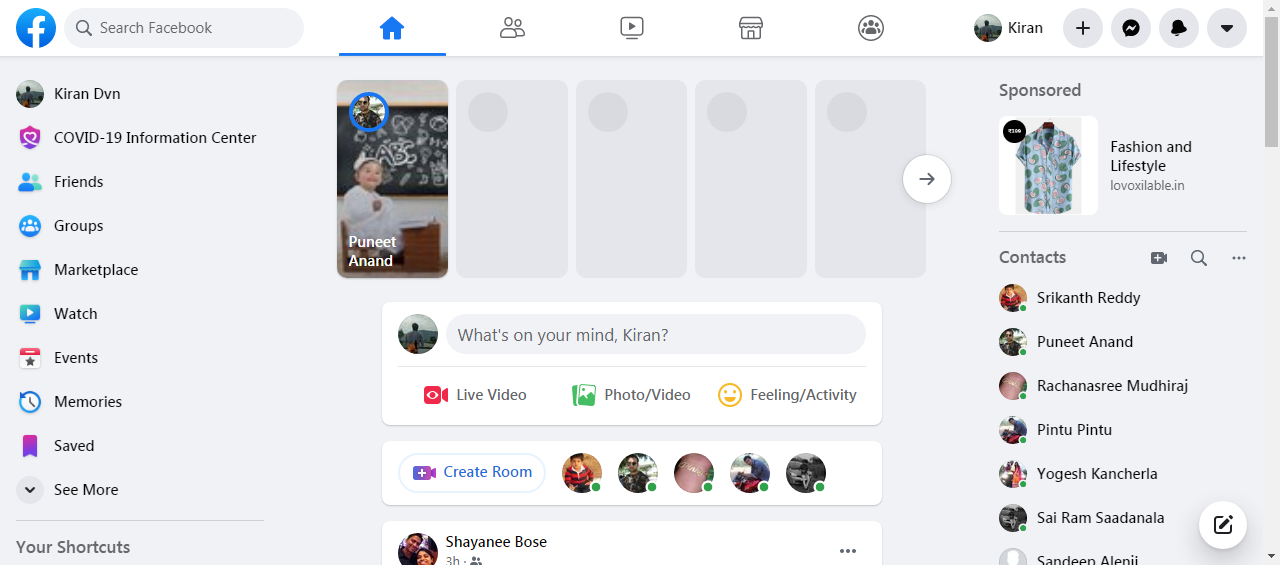 Search Facebook
Kiran
Kiran Dvn
COVID-19 Information Center
Friends
Groups
Marketplace
Watch
Events
Memories
Saved
See More
Your Shortcuts
ABC
Puneet
Anand
What's on your mind, Kiran?
Live Video
Photo/Video
Feeling/Activity
Create Room
Shayanee Bose
3h ·
Sponsored
₹399
Fashion and
Lifestyle
lovoxilable.in
Contacts
Srikanth Reddy
Puneet Anand
Rachanasree Mudhiraj
Pintu Pintu
Yogesh Kancherla
Sai Ram Saadanala